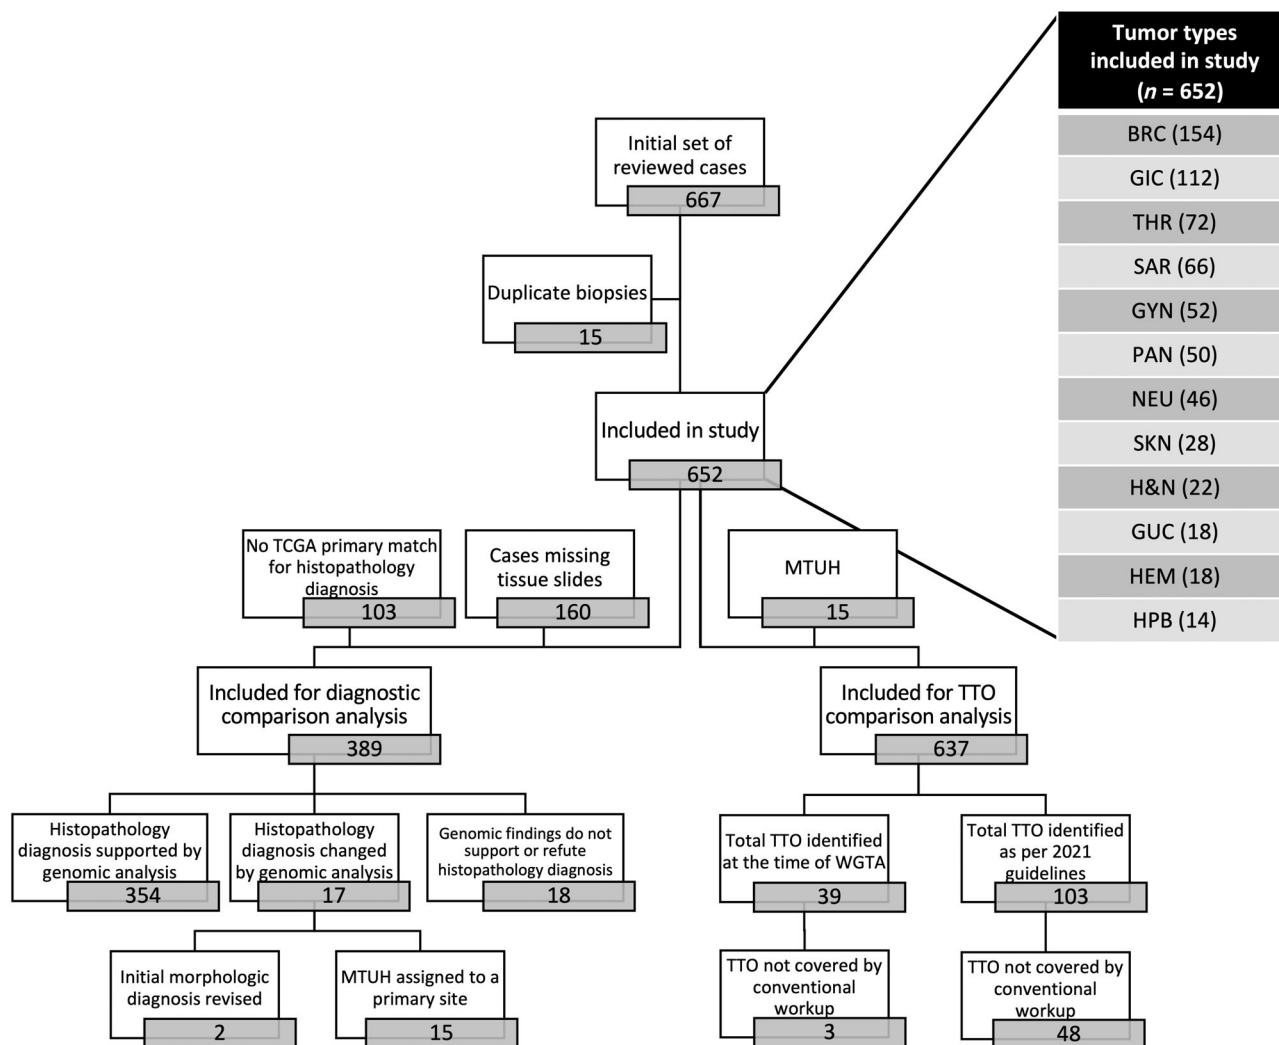 Tumor types
included in study
(n = 652)
BRC (154)
GIC (112)
THR (72)
SAR (66)
GYN (52)
PAN (50)
NEU (46)
SKN (28)
H&N (22)
GUC (18)
HEM (18)
HPB (14)
Initial set of
reviewed cases
667
Duplicate biopsies
15
Included in study
652
No TCGA primary match
for histopathology
diagnosis
103
Cases missing
tissue slides
160
MTUH
15
Included for diagnostic
comparison analysis
389
Included for TTO
comparison analysis
637
Histopathology
diagnosis supported by
genomic analysis
354
Histopathology
diagnosis changed
by genomic analysis
17
Genomic findings do not
support or refute
histopathology diagnosis
18
Total TTO identified
at the time of WGTA
39
Total TTO identified
as per 2021
guidelines
103
Initial morphologic
diagnosis revised
2
MTUH assigned to a
primary site
15
TTO not covered by
conventional
workup
3
TTO not covered by
conventional
workup
48